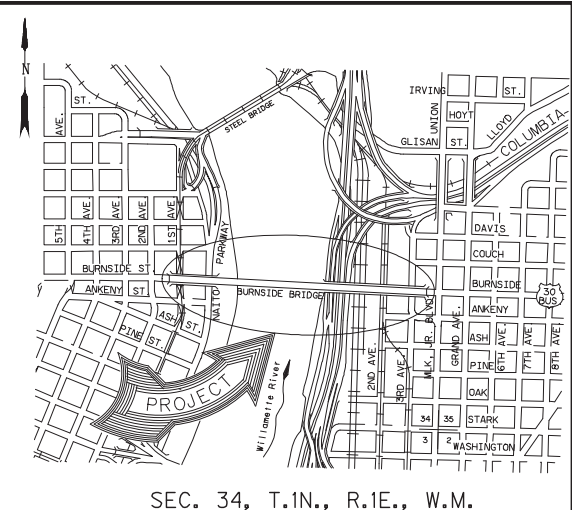 N
IRVING ST.
UNION
HOYT
LLOYD
GLISAN ST.
COLUMBIA
STEEL BRIDGE
ST.
AVE.
5TH
4TH AVE.
3RD AVE.
2ND AVE.
1ST AVE.
NAITO PARKWAY
DAVIS
COUCH
BURNSIDE ST.
BURNSIDE BRIDGE
BURNSIDE
30
BUS
ANKENY ST.
ANKENY
ASH ST.
PINE ST.
2ND AVE.
3RD AVE.
MLK, JR. BLVD.
GRAND AVE.
ASH
PINE
6TH AVE.
7TH AVE.
8TH AVE.
OAK
PROJECT
Willamette River
34 35
STARK
3 2
WASHINGTON
SEC. 34, T.1N., R.1E., W.M.